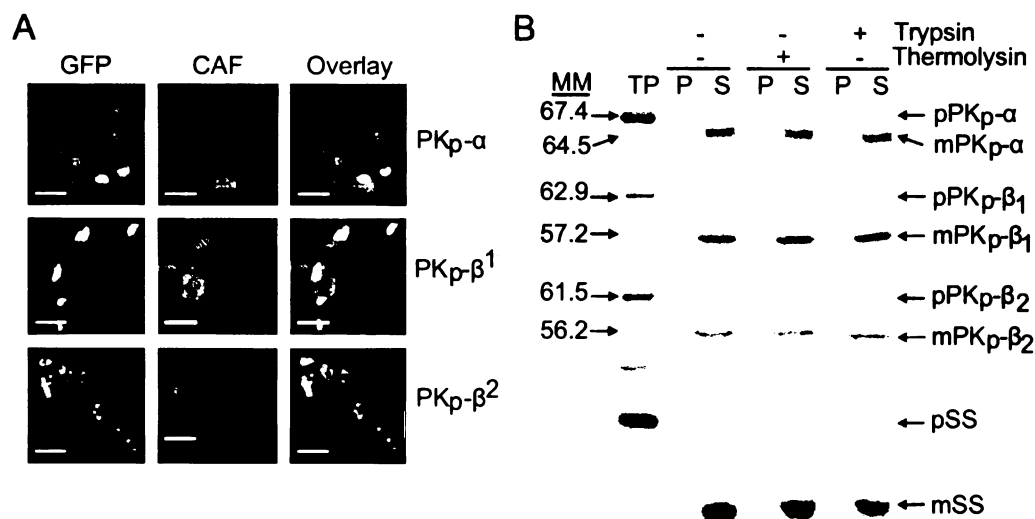 A
GFP CAF Overlay
PKp-α
PKp-β1
PKp-β2
B
- - + Trypsin
- + - Thermolysin
MM TP P S P S P S
67.4 pPKp-α
64.5 mPKp-α
62.9 pPKp-β1
57.2 mPKp-β1
61.5 pPKp-β2
56.2 mPKp-β2
pSS
mSS